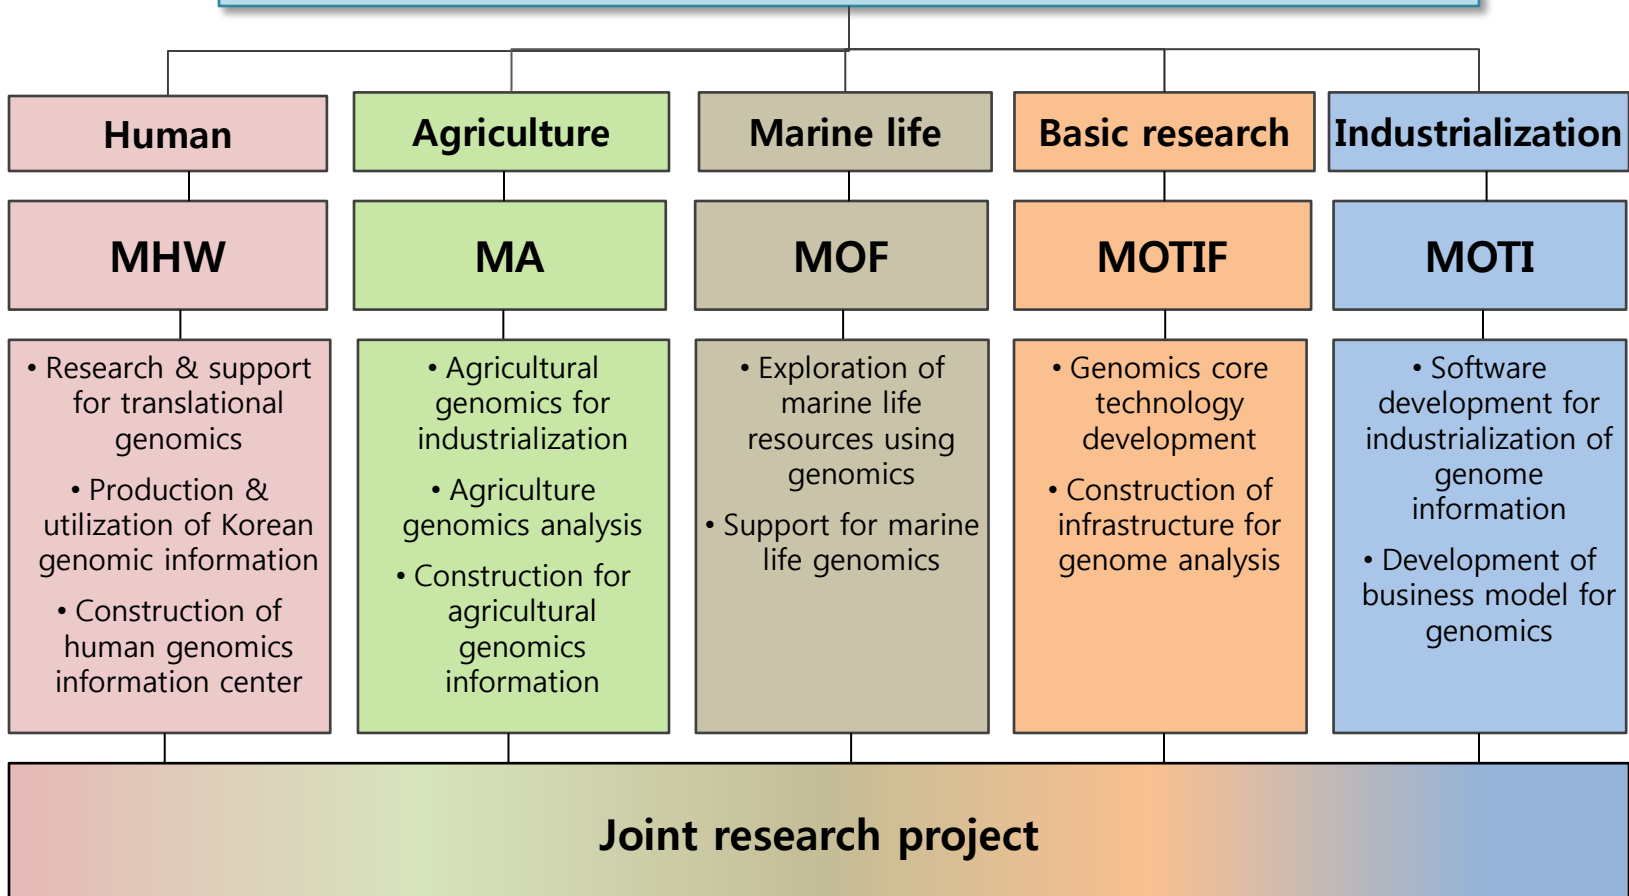 Human
Agriculture
Marine life
Basic research
Industrialization
MHW
MA
MOF
MOTIF
MOTI
• Research & support
for translational
genomics
• Production &
utilization of Korean
genomic information
• Construction of
human genomics
information center
• Agricultural
genomics for
industrialization
• Agriculture
genomics analysis
• Construction for
agricultural
genomics
information
• Exploration of
marine life
resources using
genomics
• Support for marine
life genomics
• Genomics core
technology
development
• Construction of
infrastructure for
genome analysis
• Software
development for
industrialization of
genome
information
• Development of
business model for
genomics
Joint research project